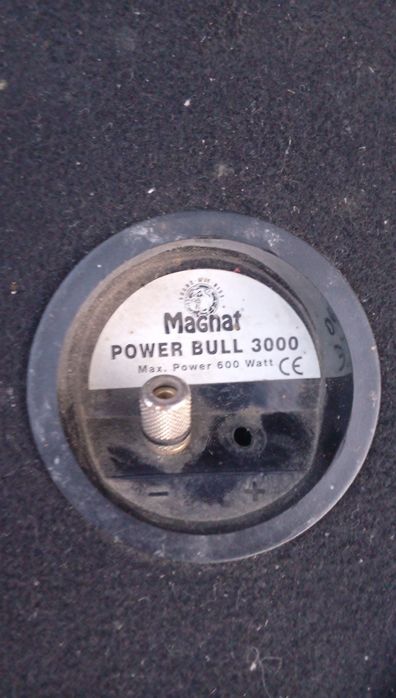 Magnat
POWER BULL 3000
Max. Power 600 Watt CE
- +